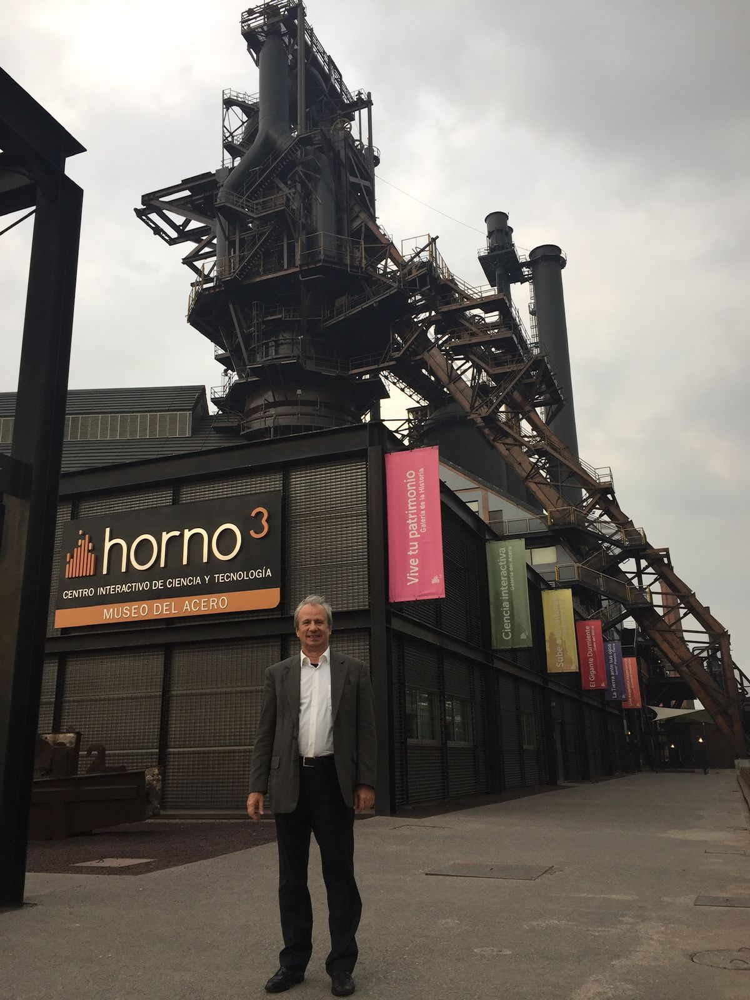 horno 3
CENTRO INTERACTIVO DE CIENCIA Y TECNOLOGÍA
MUSEO DEL ACERO
Vive tu patrimonio
Galería de la Historia
Ciencia interactiva
Galería del Acero
El Gigante Durmiente
La Tierra ante tus ojos